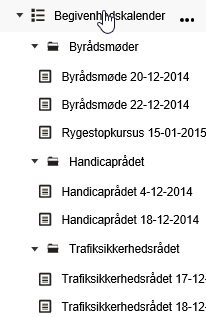 Begivenhedskalender
Byrådsmøder
Byrådsmøde 20-12-2014
Byrådsmøde 22-12-2014
Rygestopkursus 15-01-2015
Handicaprådet
Handicaprådet 4-12-2014
Handicaprådet 18-12-2014
Trafiksikkerhedsrådet
Trafiksikkerhedsrådet 17-12-
Trafiksikkerhedsrådet 18-12-